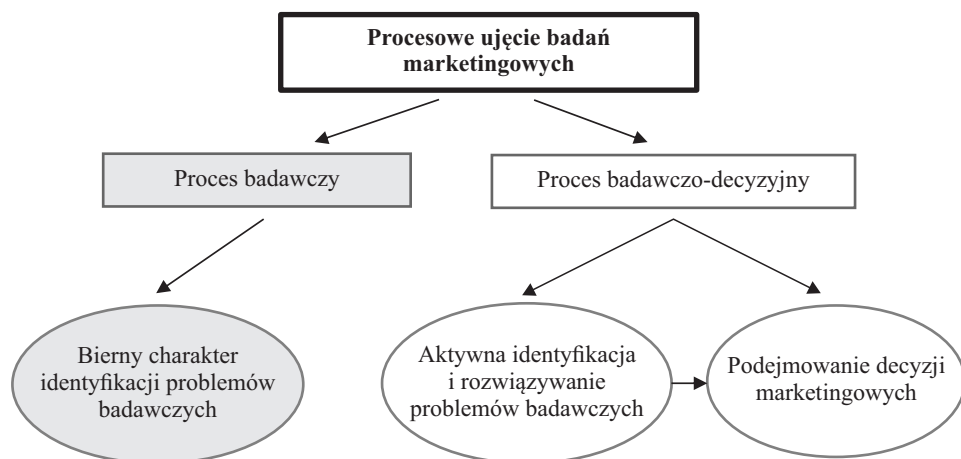 Procesowe ujęcie badań
marketingowych
Proces badawczy
Proces badawczo-decyzyjny
Bierny charakter
identyfikacji problemów
badawczych
Aktywna identyfikacja
i rozwiązywanie
problemów badawczych
Podejmowanie decyzji
marketingowych